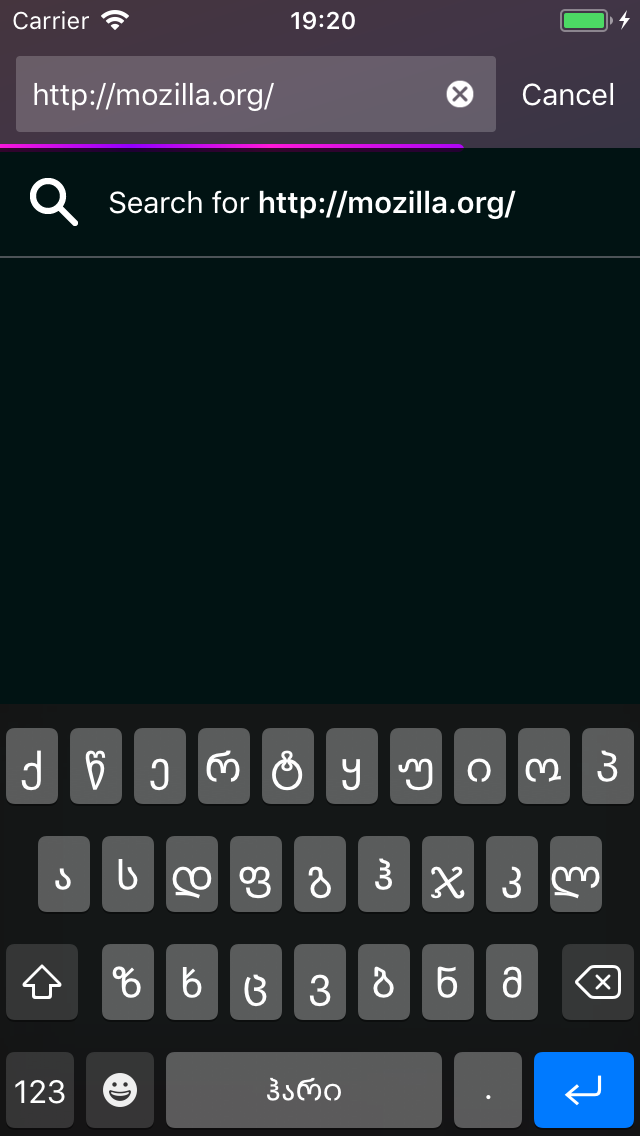 Carrier 19:20
http://mozilla.org/ Cancel
Search for http://mozilla.org/
ქ წ ე რ ტ ყ უ ი ო პ
ა ს დ ფ გ ჰ ჯ კ ლ
ზ ხ ც ვ ბ ნ მ
123 ჰარი .